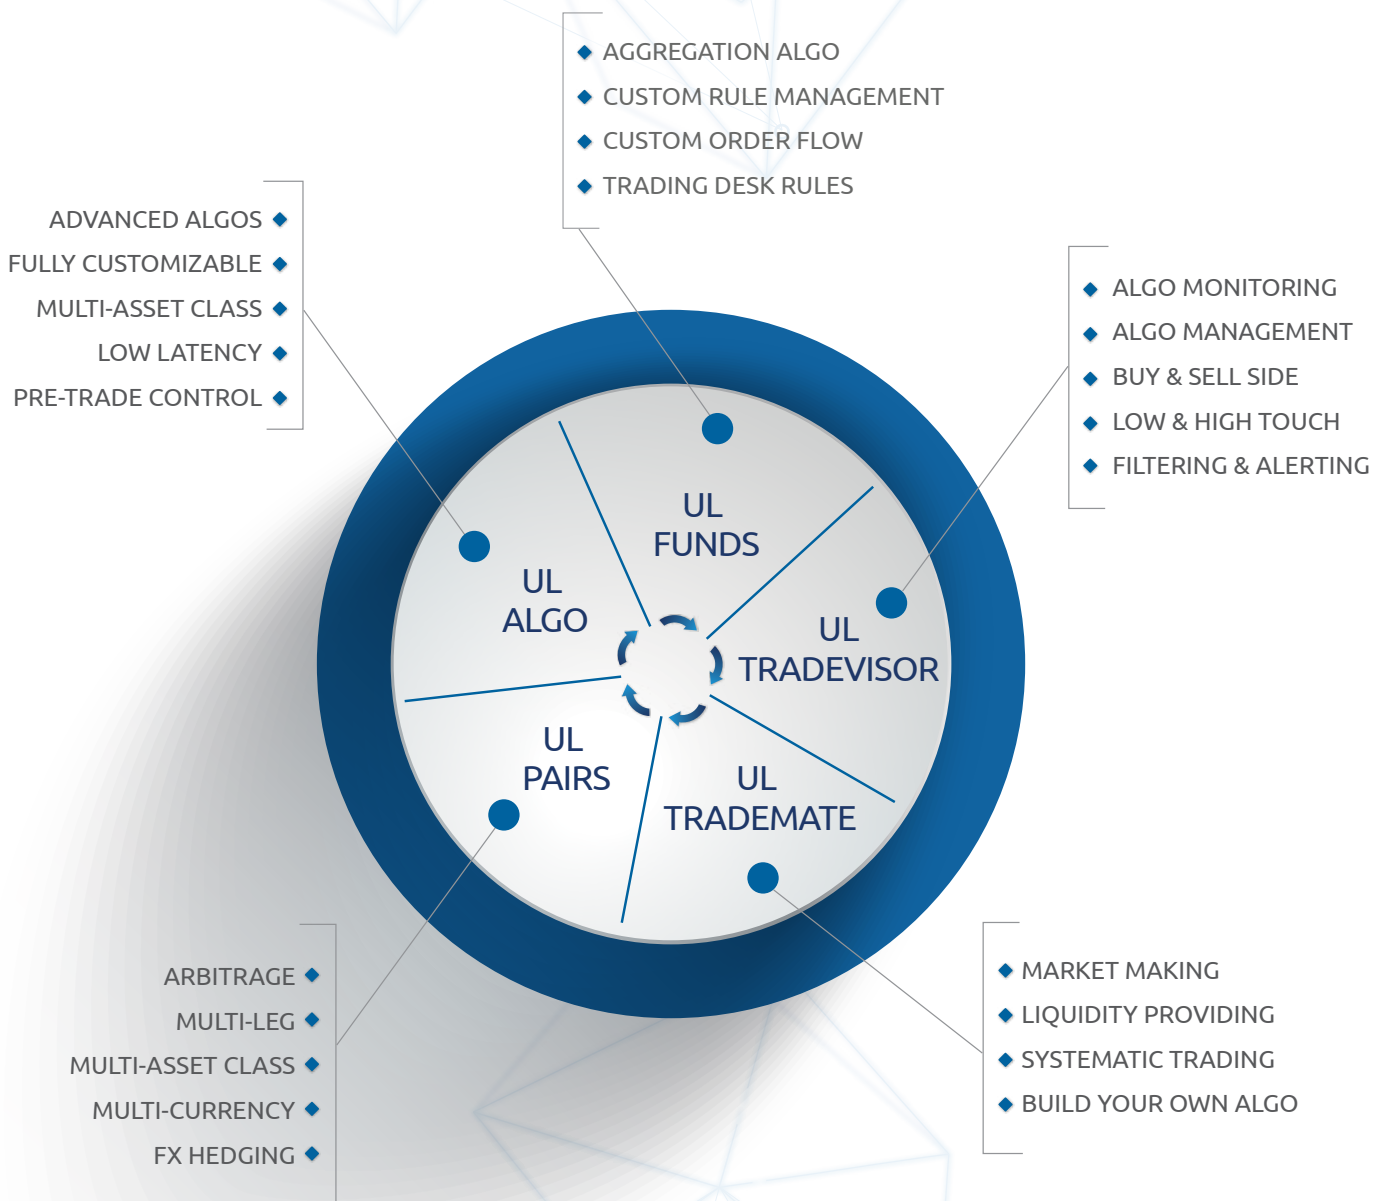 AGGREGATION ALGO
CUSTOM RULE MANAGEMENT
CUSTOM ORDER FLOW
TRADING DESK RULES
ADVANCED ALGOS
FULLY CUSTOMIZABLE
MULTI-ASSET CLASS
LOW LATENCY
PRE-TRADE CONTROL
ALGO MONITORING
ALGO MANAGEMENT
BUY & SELL SIDE
LOW & HIGH TOUCH
FILTERING & ALERTING
UL
FUNDS
UL
ALGO
UL
TRADEVISOR
UL
PAIRS
UL
TRADEMATE
ARBITRAGE
MULTI-LEG
MULTI-ASSET CLASS
MULTI-CURRENCY
FX HEDGING
MARKET MAKING
LIQUIDITY PROVIDING
SYSTEMATIC TRADING
BUILD YOUR OWN ALGO